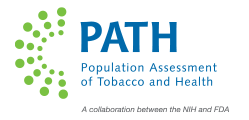 PATH
Population Assessment
of Tobacco and Health
A collaboration between the NIH and FDA